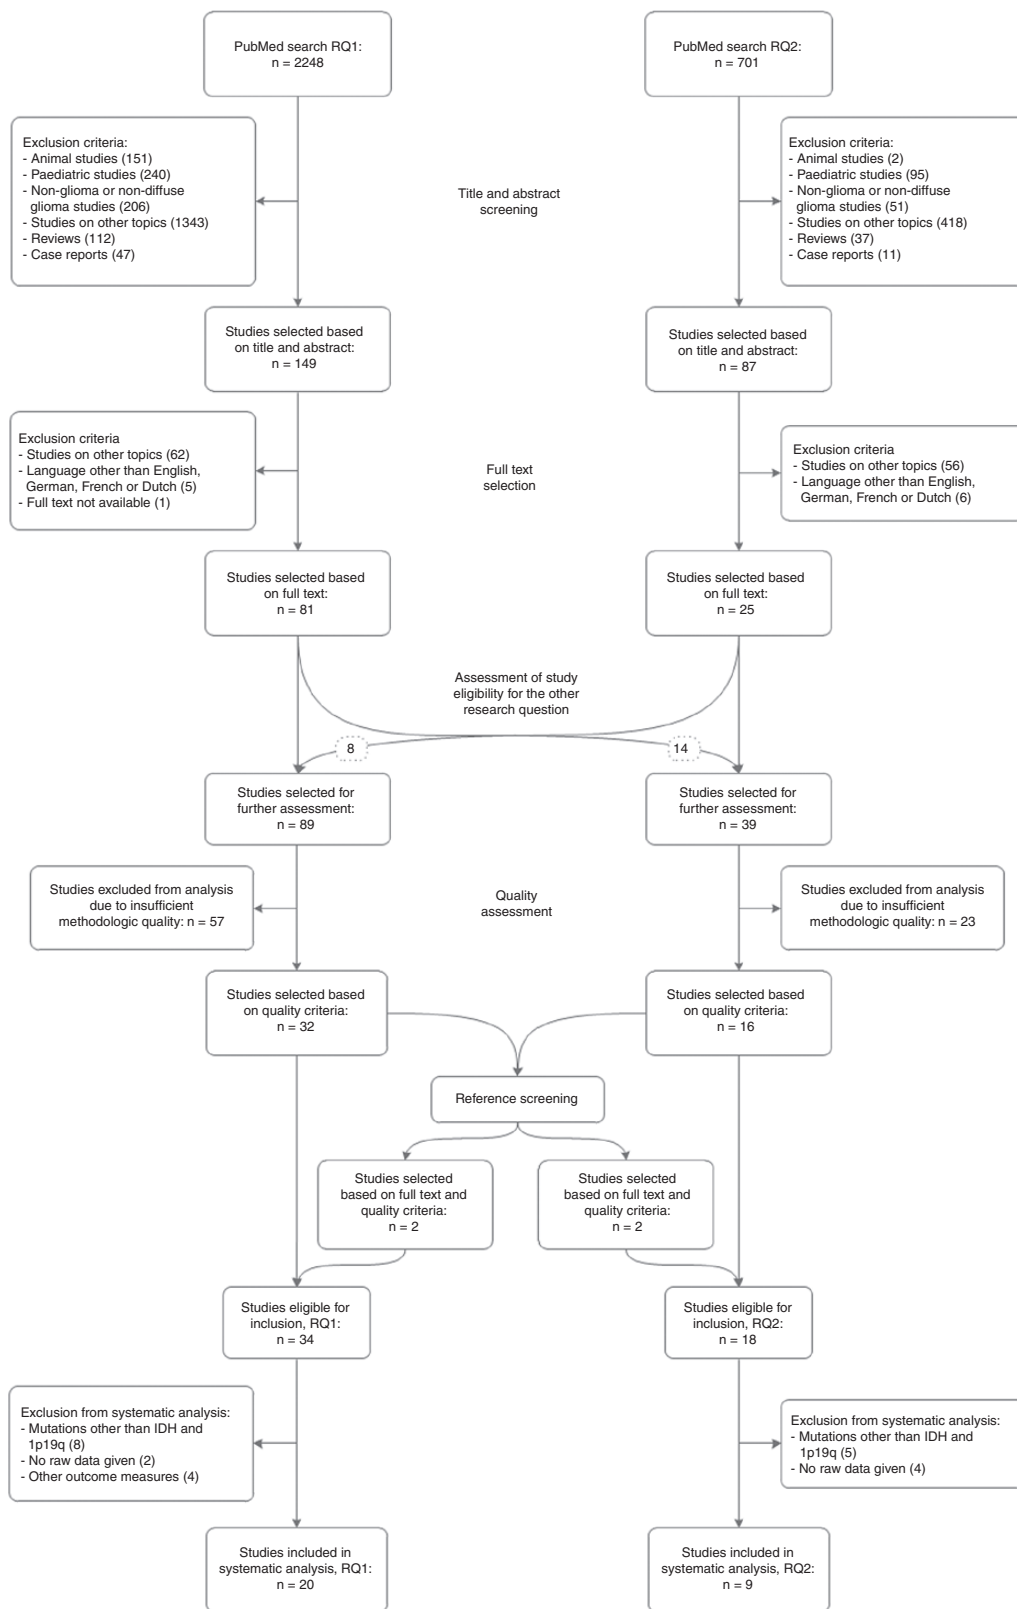 PubMed search RQ1:
n = 2248
PubMed search RQ2:
n = 701
Exclusion criteria:
- Animal studies (151)
- Paediatric studies (240)
- Non-glioma or non-diffuse
glioma studies (206)
- Studies on other topics (1343)
- Reviews (112)
- Case reports (47)
Title and abstract
screening
Exclusion criteria:
- Animal studies (2)
- Paediatric studies (95)
- Non-glioma or non-diffuse
glioma studies (51)
- Studies on other topics (418)
- Reviews (37)
- Case reports (11)
Studies selected based
on title and abstract:
n = 149
Studies selected based
on title and abstract:
n = 87
Exclusion criteria
- Studies on other topics (62)
- Language other than English,
German, French or Dutch (5)
- Full text not available (1)
Full text
selection
Exclusion criteria
- Studies on other topics (56)
- Language other than English,
German, French or Dutch (6)
Studies selected based
on full text:
n = 81
Studies selected based
on full text:
n = 25
Assessment of study
eligibility for the other
research question
8
14
Studies selected for
further assessment:
n = 89
Studies selected for
further assessment:
n = 39
Studies excluded from analysis
due to insufficient
methodologic quality: n = 57
Quality
assessment
Studies excluded from analysis
due to insufficient
methodologic quality: n = 23
Studies selected based
on quality criteria:
n = 32
Studies selected based
on quality criteria:
n = 16
Reference screening
Studies selected
based on full text and
quality criteria:
n = 2
Studies selected
based on full text and
quality criteria:
n = 2
Studies eligible for
inclusion, RQ1:
n = 34
Studies eligible for
inclusion, RQ2:
n = 18
Exclusion from systematic analysis:
- Mutations other than IDH and
1p19q (8)
- No raw data given (2)
- Other outcome measures (4)
Exclusion from systematic analysis:
- Mutations other than IDH and
1p19q (5)
- No raw data given (4)
Studies included in
systematic analysis, RQ1:
n = 20
Studies included in
systematic analysis, RQ2:
n = 9